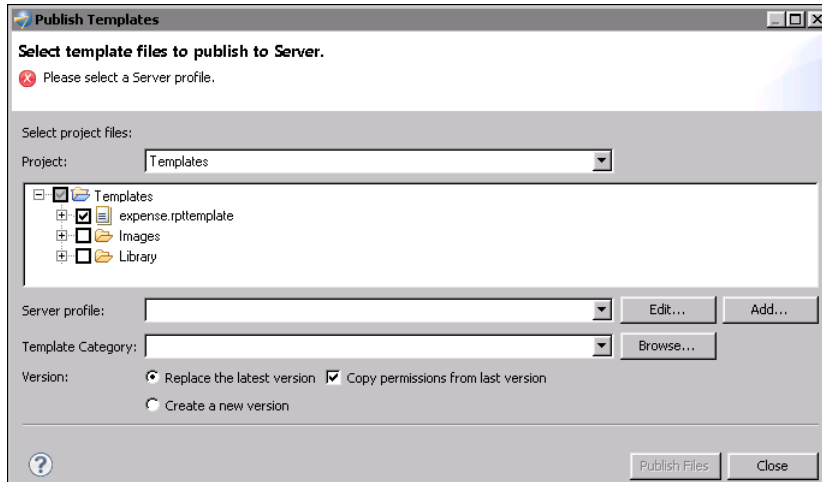 Publish Templates
Select template files to publish to Server.
Please select a Server profile.
Select project files:
Project: Templates
Templates
expense.rpttemplate
Images
Library
Server profile: Edit... Add...
Template Category: Browse...
Version: Replace the latest version Copy permissions from last version
Create a new version
? Publish Files Close